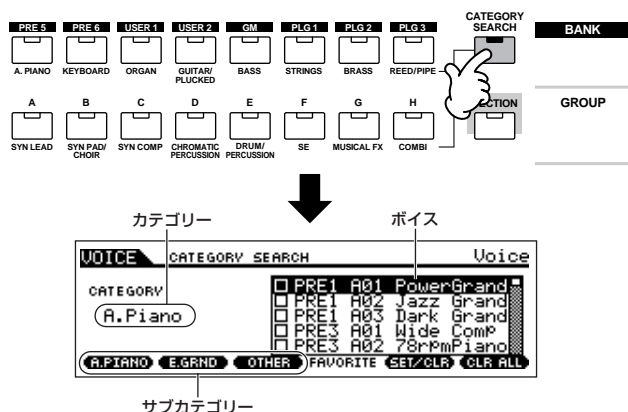 CATEGORY
SEARCH
PRE 5 PRE 6 USER 1 USER 2 GM PLG 1 PLG 2 PLG 3 BANK
A. PIANO KEYBOARD ORGAN GUITAR/
PLUCKED BASS STRINGS BRASS REED/PIPE
A B C D E F G H ECTION GROUP
SYN LEAD SYN PAD/
CHOIR SYN COMP CHROMATIC
PERCUSSION DRUM/
PERCUSSION SE MUSICAL FX COMBI
カテゴリー ボイス
VOICE CATEGORY SEARCH Voice
CATEGORY
A.Piano
PRE1 A01 PowerGrand
PRE1 A02 Jazz Grand
PRE1 A03 Dark Grand
PRE3 A01 Wide Comp
PRE3 A02 78rpmPiano
A.PIANO E.GRND OTHER FAVORITE SET/CLR CLR ALL
サブカテゴリー